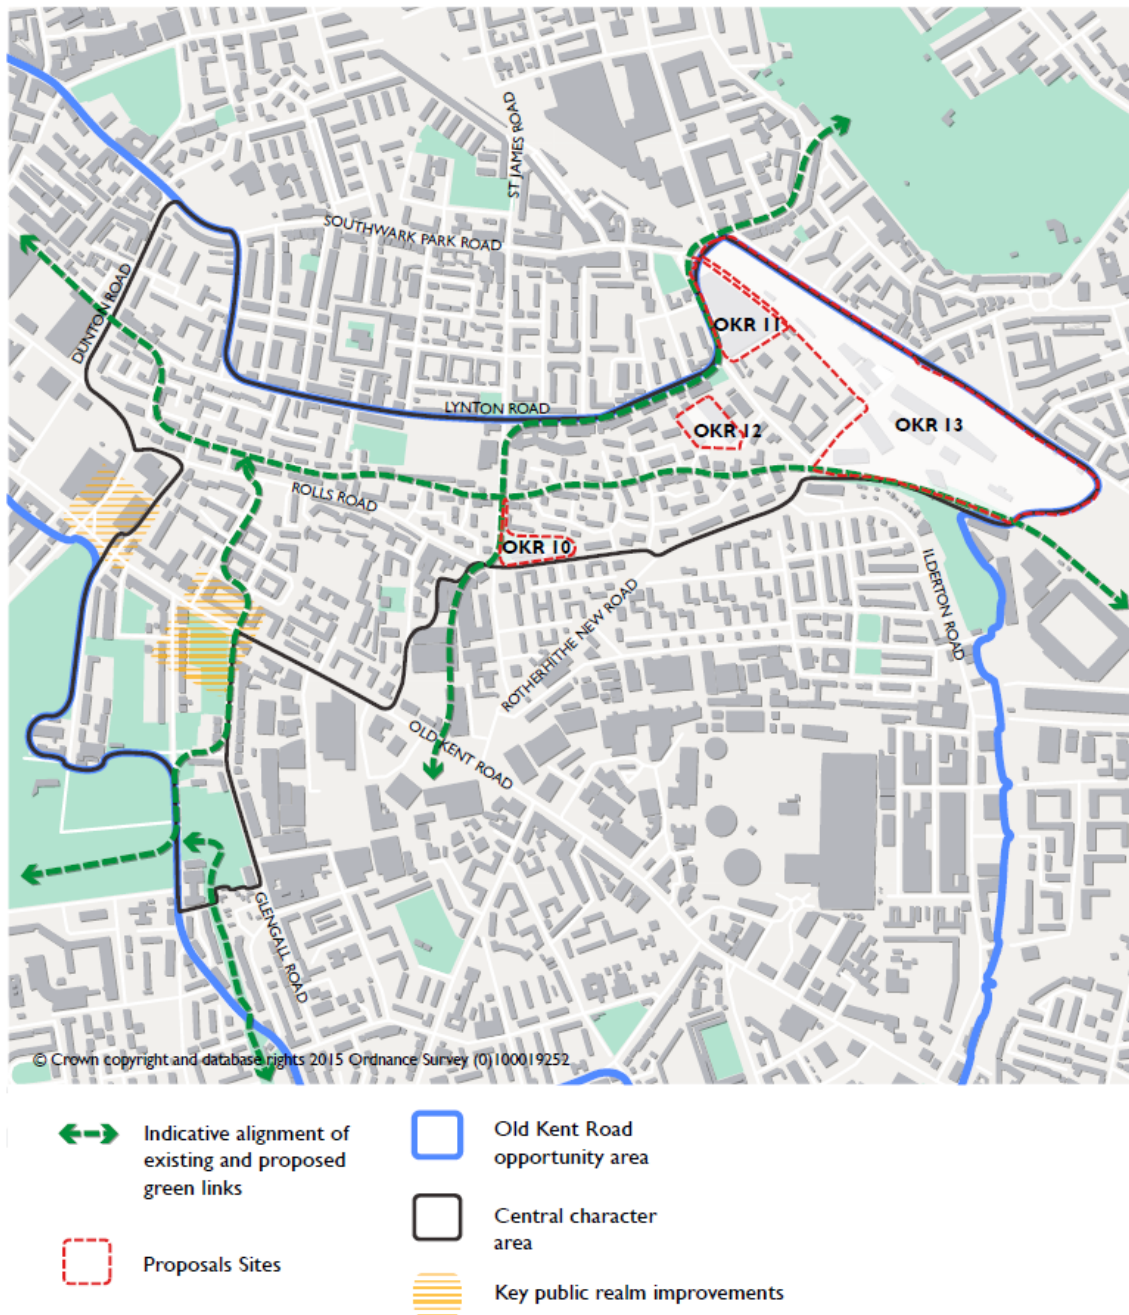 ST JAMES ROAD
SOUTHWARK PARK ROAD
DUNTON ROAD
OKR 11
LYNTON ROAD
OKR 12
OKR 13
ROLLS ROAD
OKR 10
ILDERTON ROAD
ROTHERHITHE NEW ROAD
OLD KENT ROAD
GLENGALL ROAD
© Crown copyright and database rights 2015 Ordnance Survey (0)100019252
Indicative alignment of
existing and proposed
green links
Old Kent Road
opportunity area
Central character
area
Proposals Sites
Key public realm improvements